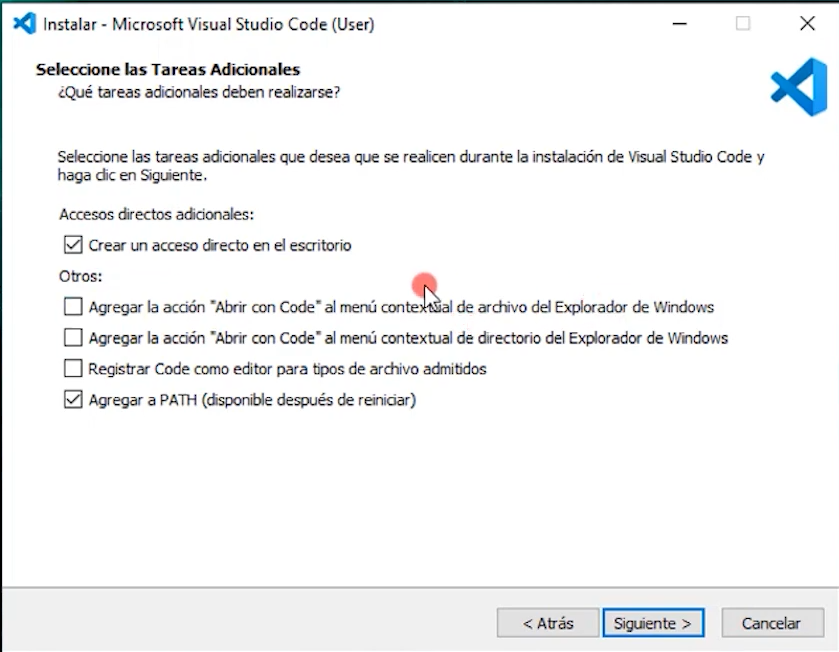 Instalar - Microsoft Visual Studio Code (User)
Seleccione las Tareas Adicionales
¿Qué tareas adicionales deben realizarse?
Seleccione las tareas adicionales que desea que se realicen durante la instalación de Visual Studio Code y
haga clic en Siguiente.
Accesos directos adicionales:
Crear un acceso directo en el escritorio
Otros:
Agregar la acción "Abrir con Code" al menú contextual de archivo del Explorador de Windows
Agregar la acción "Abrir con Code" al menú contextual de directorio del Explorador de Windows
Registrar Code como editor para tipos de archivo admitidos
Agregar a PATH (disponible después de reiniciar)
< Atrás
Siguiente >
Cancelar